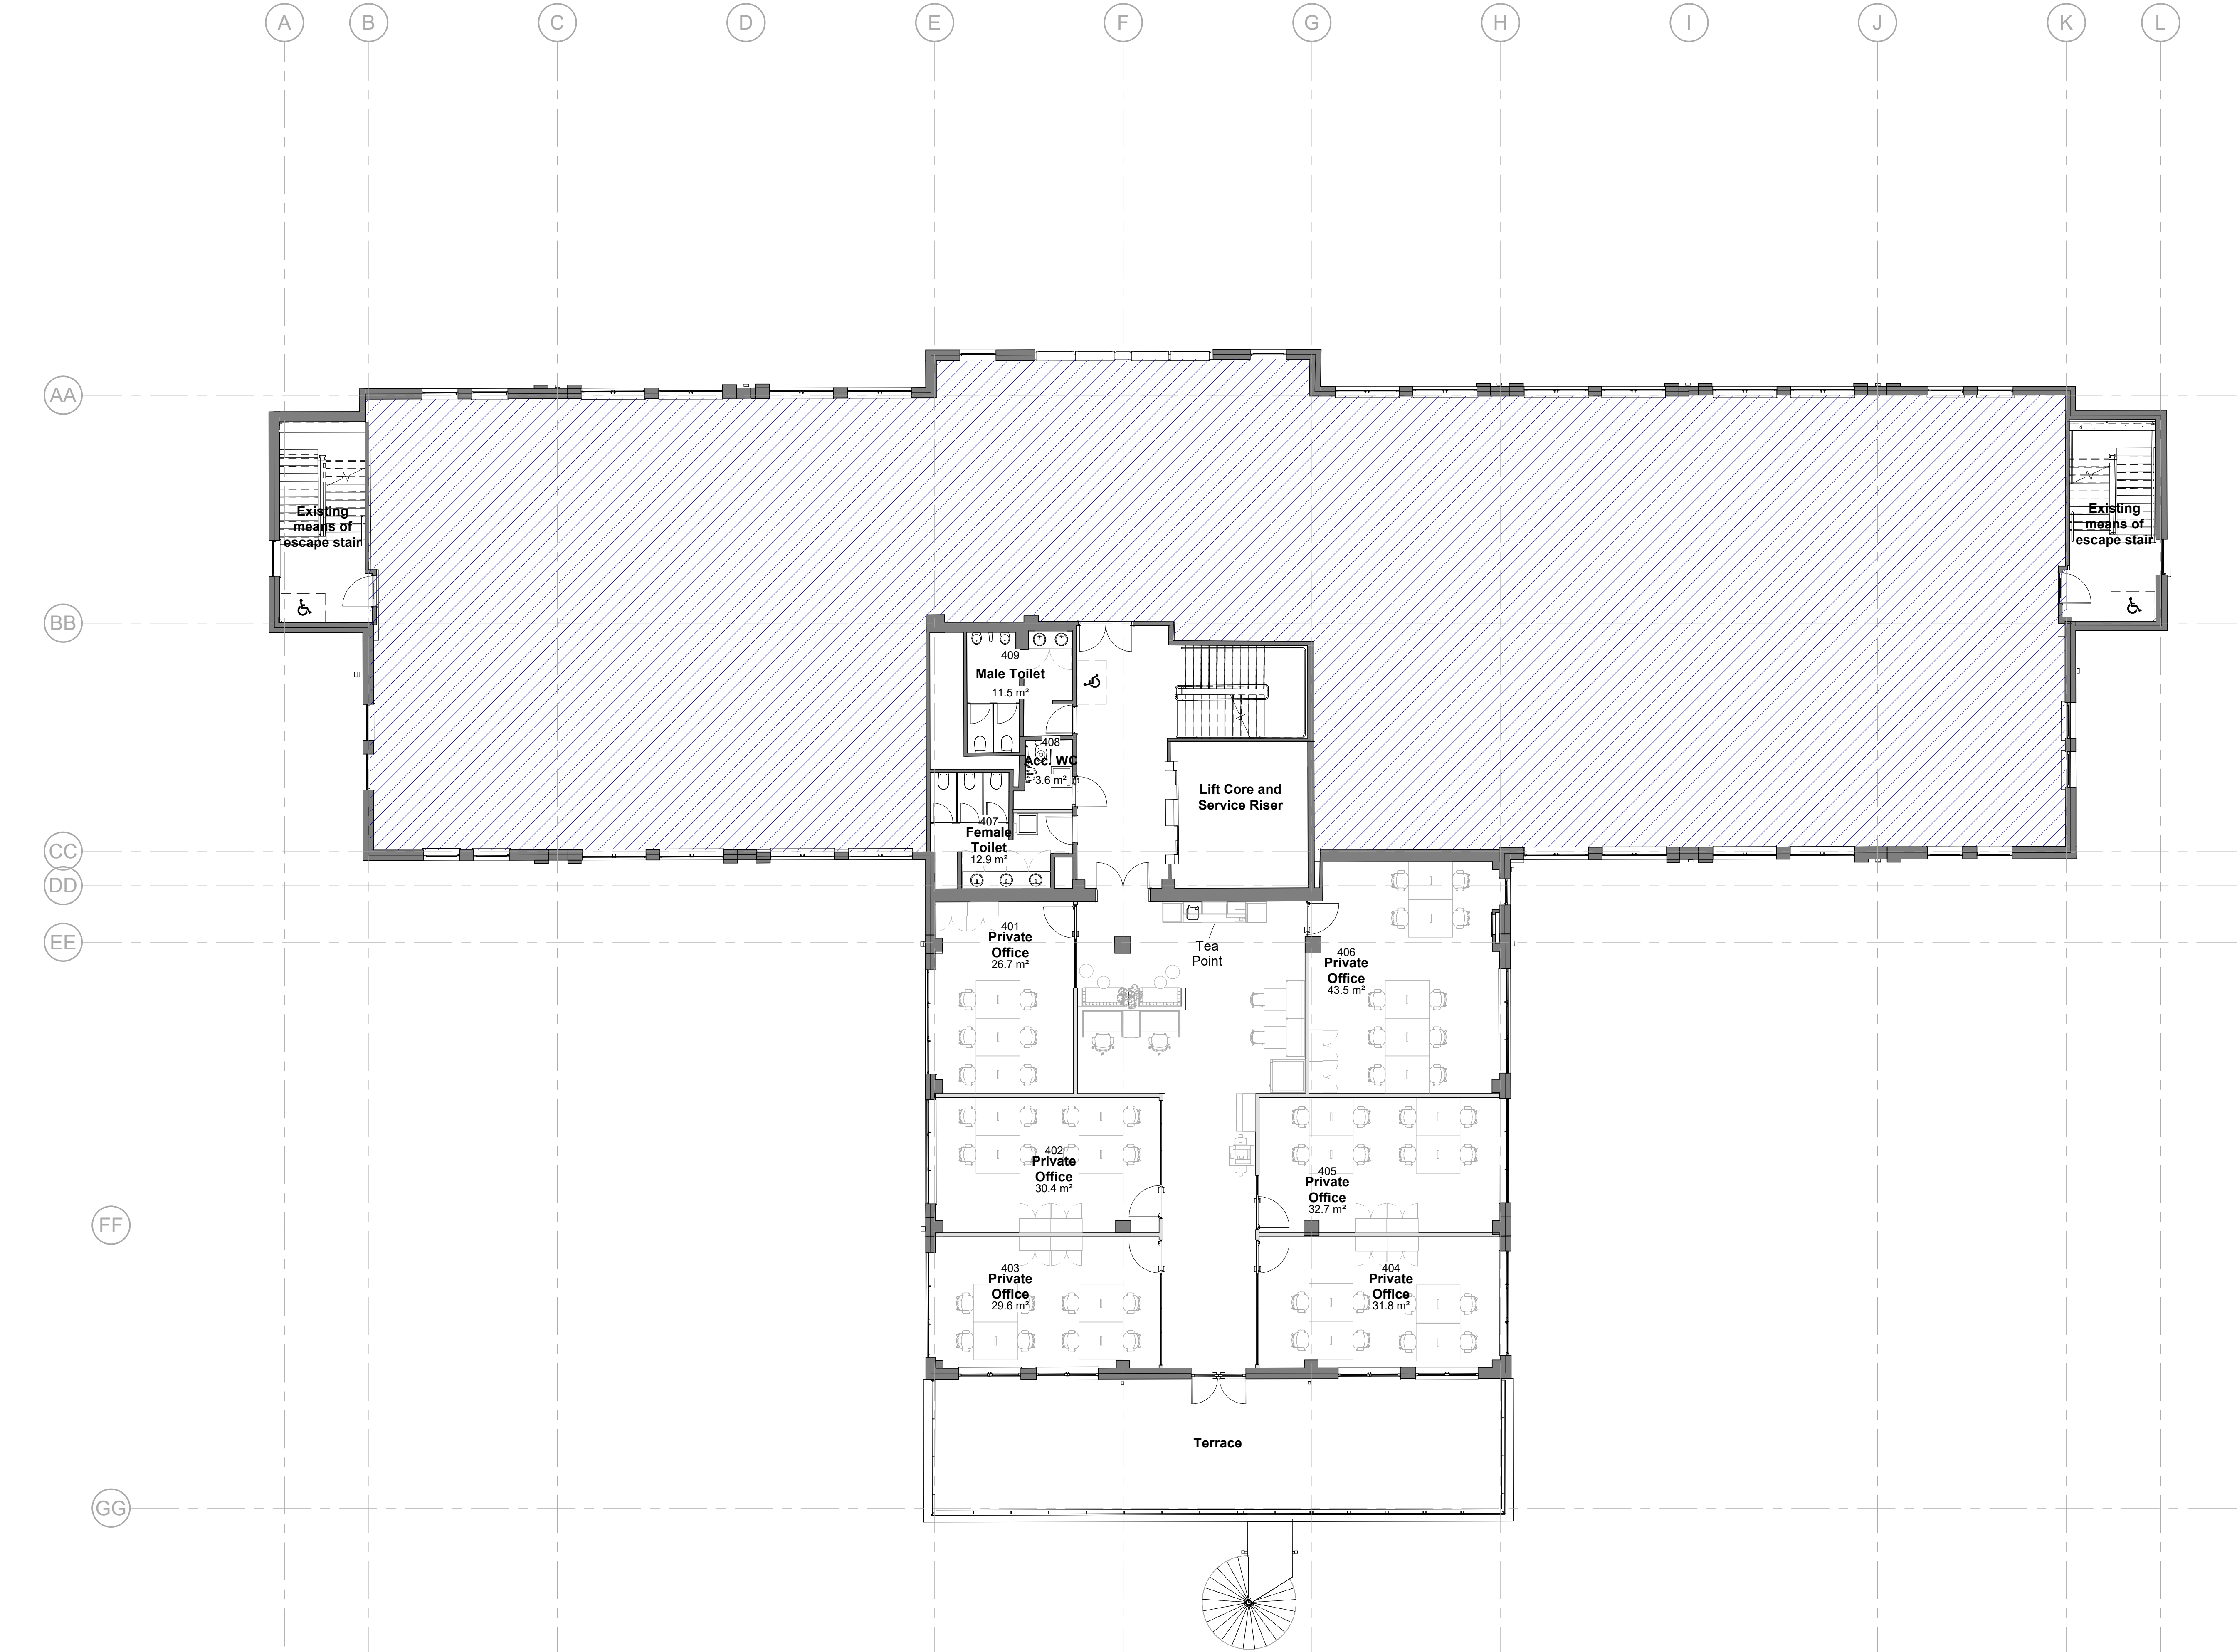 A
B
C
D
E
F
G
H
I
J
K
L
AA
BB
CC
DD
EE
FF
GG
Existing
means of
escape stair
Existing
means of
escape stair
409
Male Toilet
11.5 m²
408
Acc. WC
3.6 m²
407
Female
Toilet
12.9 m²
Lift Core and
Service Riser
401
Private
Office
26.7 m²
Tea
Point
406
Private
Office
43.5 m²
402
Private
Office
30.4 m²
405
Private
Office
32.7 m²
403
Private
Office
29.6 m²
404
Private
Office
31.8 m²
Terrace